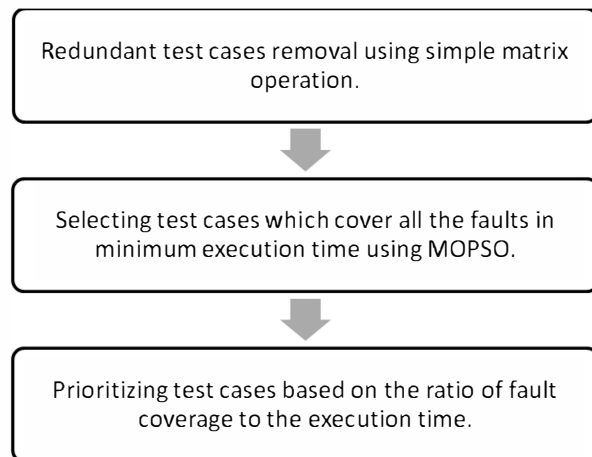 Redundant test cases removal using simple matrix
operation.
Selecting test cases which cover all the faults in
minimum execution time using MOPSO.
Prioritizing test cases based on the ratio of fault
coverage to the execution time.